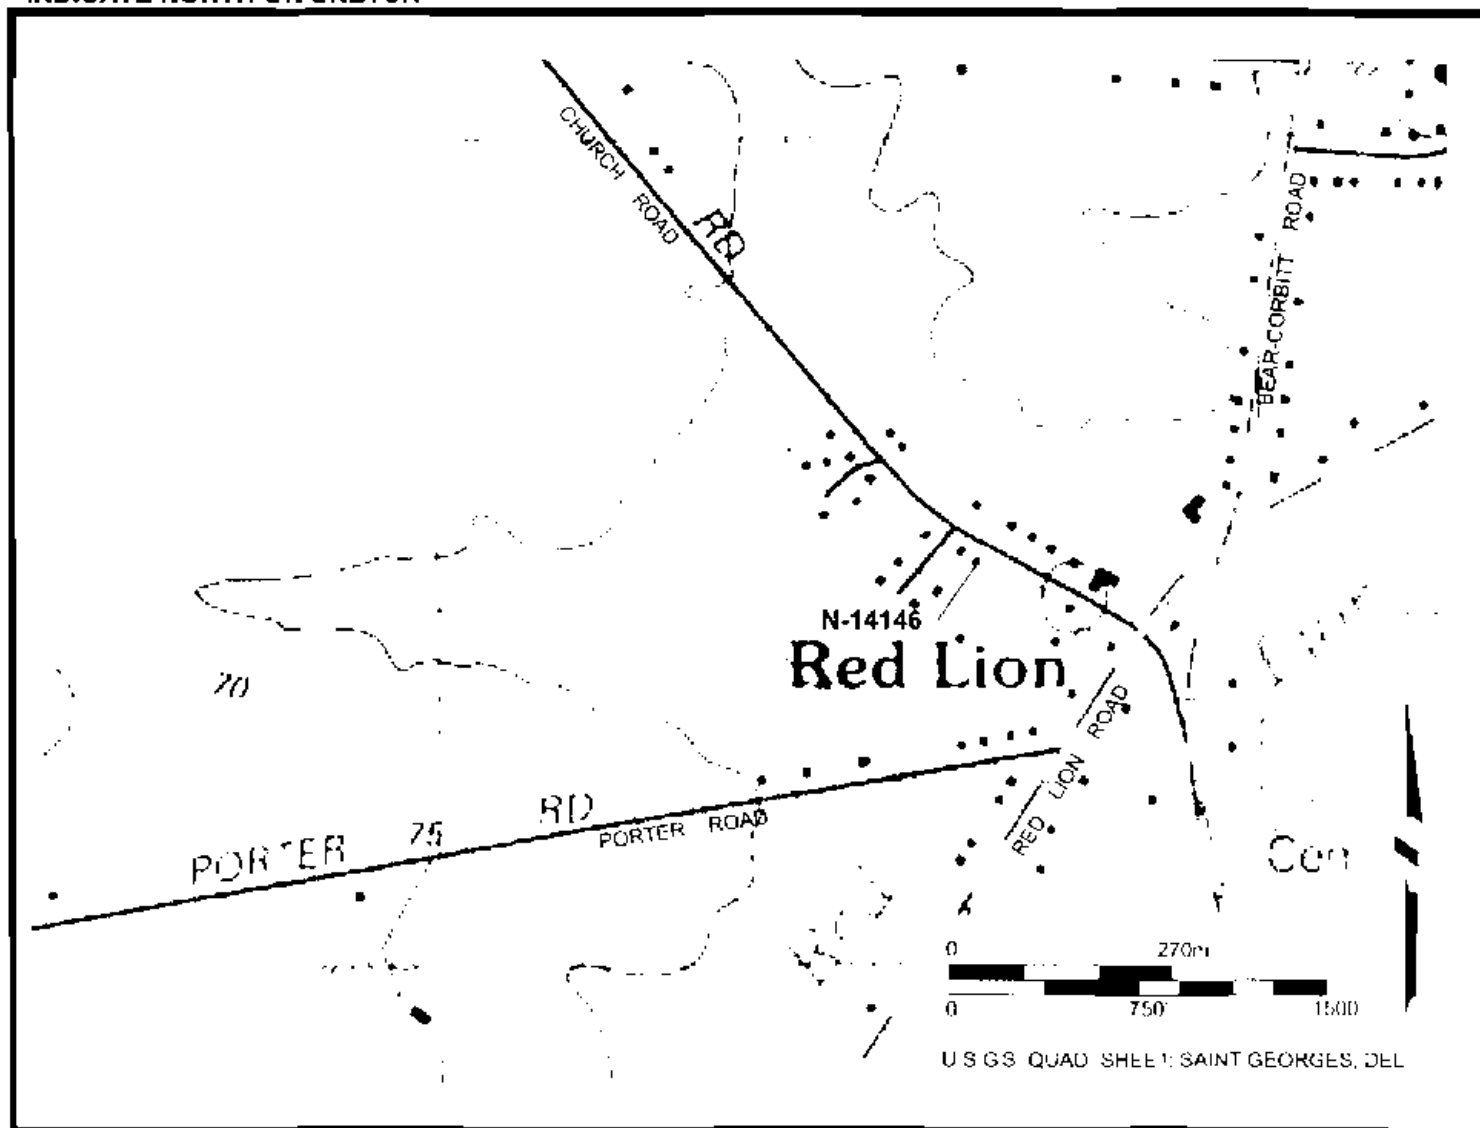 CHURCH ROAD
RD
BEAR-CORBITT ROAD
N-14146
Red Lion
70
RED LION ROAD
PORTER 75 RD
PORTER ROAD
Cen
0 270m
0 750' 1500
U S G S QUAD SHEET: SAINT GEORGES, DEL